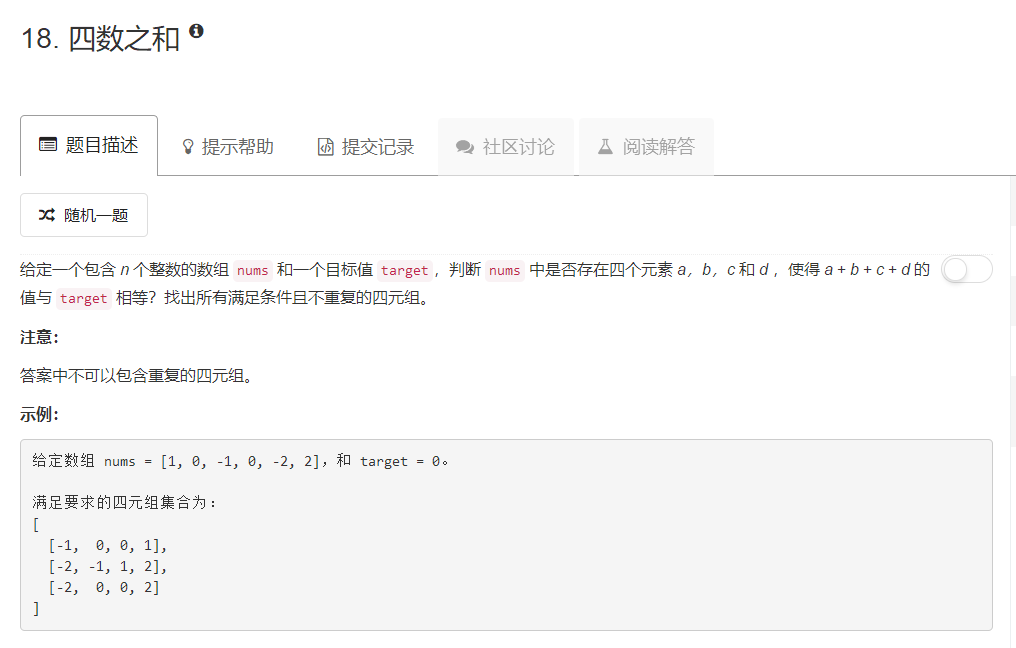 18. 四数之和
题目描述 提示帮助 提交记录 社区讨论 阅读解答
随机一题
给定一个包含 n 个整数的数组 nums 和一个目标值 target，判断 nums 中是否存在四个元素 a，b，c 和 d ，使得 a + b + c + d 的
值与 target 相等？找出所有满足条件且不重复的四元组。
注意：
答案中不可以包含重复的四元组。
示例：
给定数组 nums = [1, 0, -1, 0, -2, 2]，和 target = 0。
满足要求的四元组集合为：
[
[-1,  0, 0, 1],
[-2, -1, 1, 2],
[-2,  0, 0, 2]
]